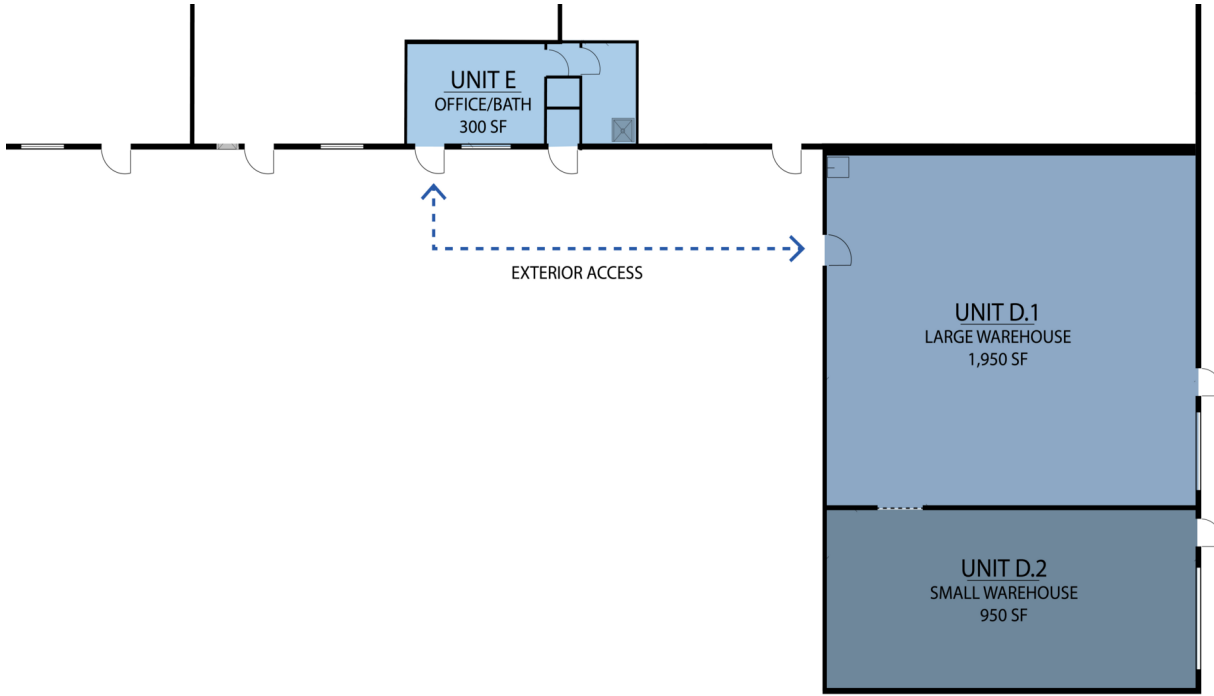 UNIT E
OFFICE/BATH
300 SF
EXTERIOR ACCESS
UNIT D.1
LARGE WAREHOUSE
1,950 SF
UNIT D.2
SMALL WAREHOUSE
950 SF